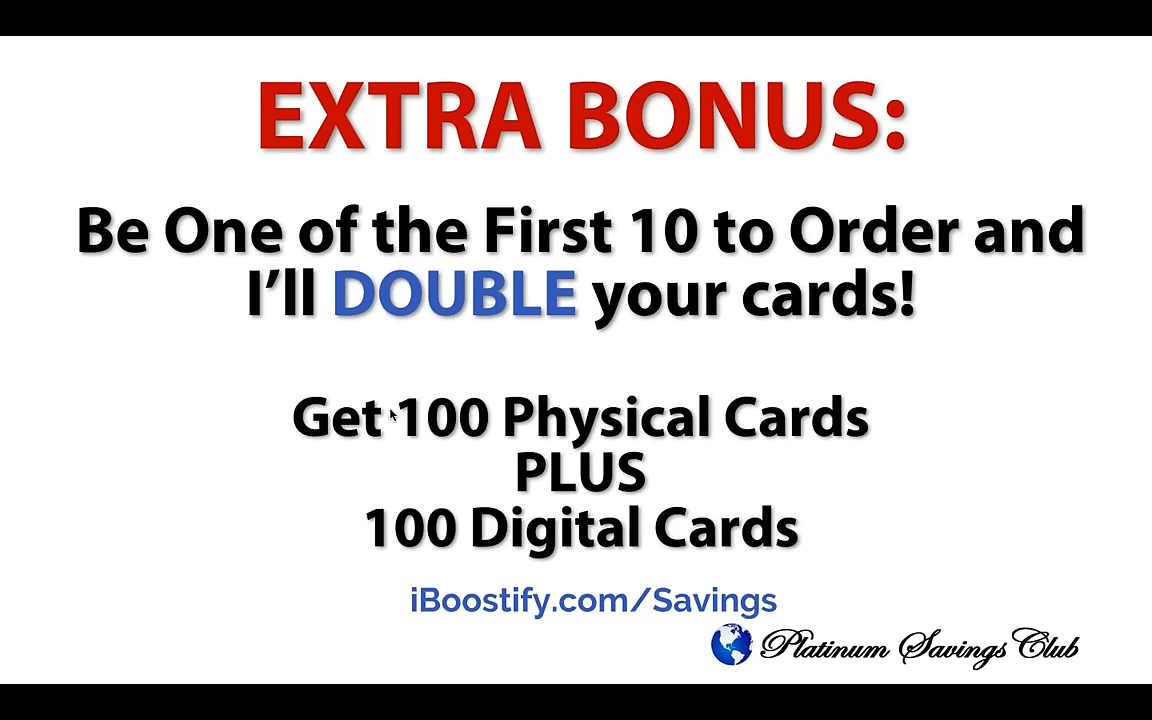 EXTRA BONUS:
Be One of the First 10 to Order and
I’ll DOUBLE your cards!
Get 100 Physical Cards
PLUS
100 Digital Cards
iBoostify.com/Savings
Platinum Savings Club